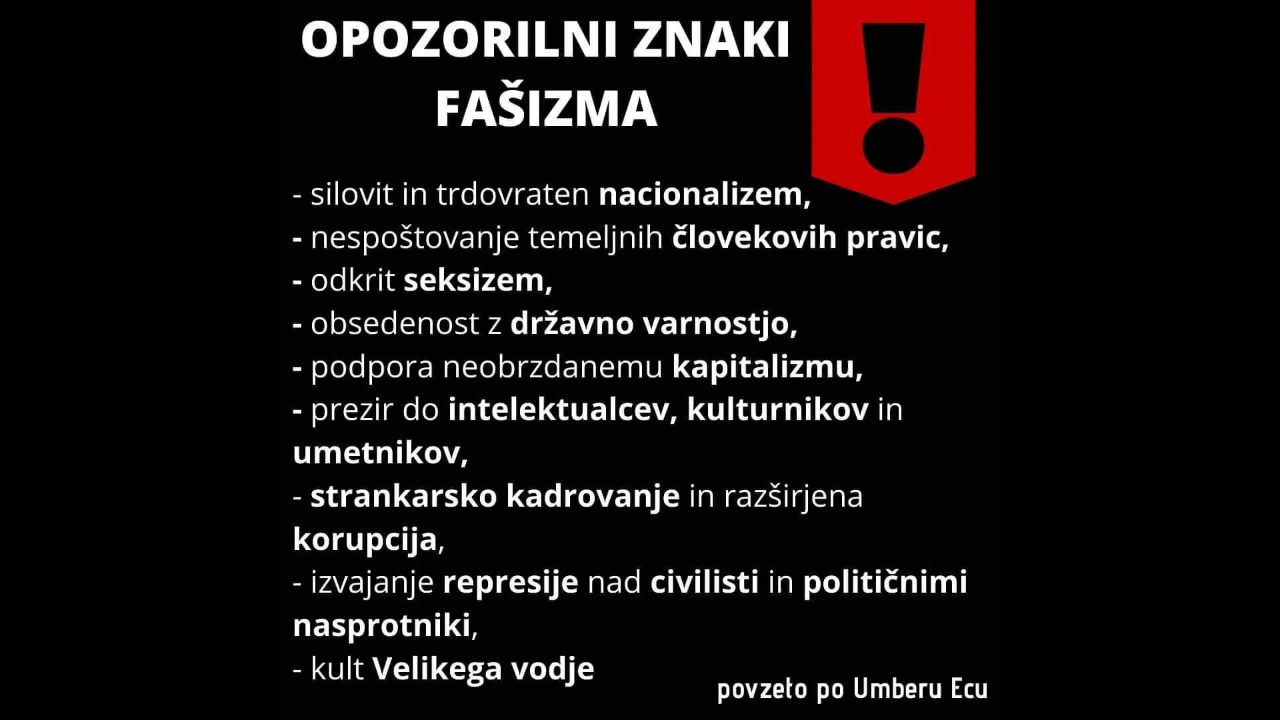 OPOZORILNI ZNAKI
FAŠIZMA
- silovit in trdovraten nacionalizem,
- nespoštovanje temeljnih človekovih pravic,
- odkrit seksizem,
- obsedenost z državno varnostjo,
- podpora neobrzdanemu kapitalizmu,
- prezir do intelektualcev, kulturnikov in
umetnikov,
- strankarsko kadrovanje in razširjena
korupcija,
- izvajanje represije nad civilisti in političnimi
nasprotniki,
- kult Velikega vodje
povzeto po Umberu Ecu